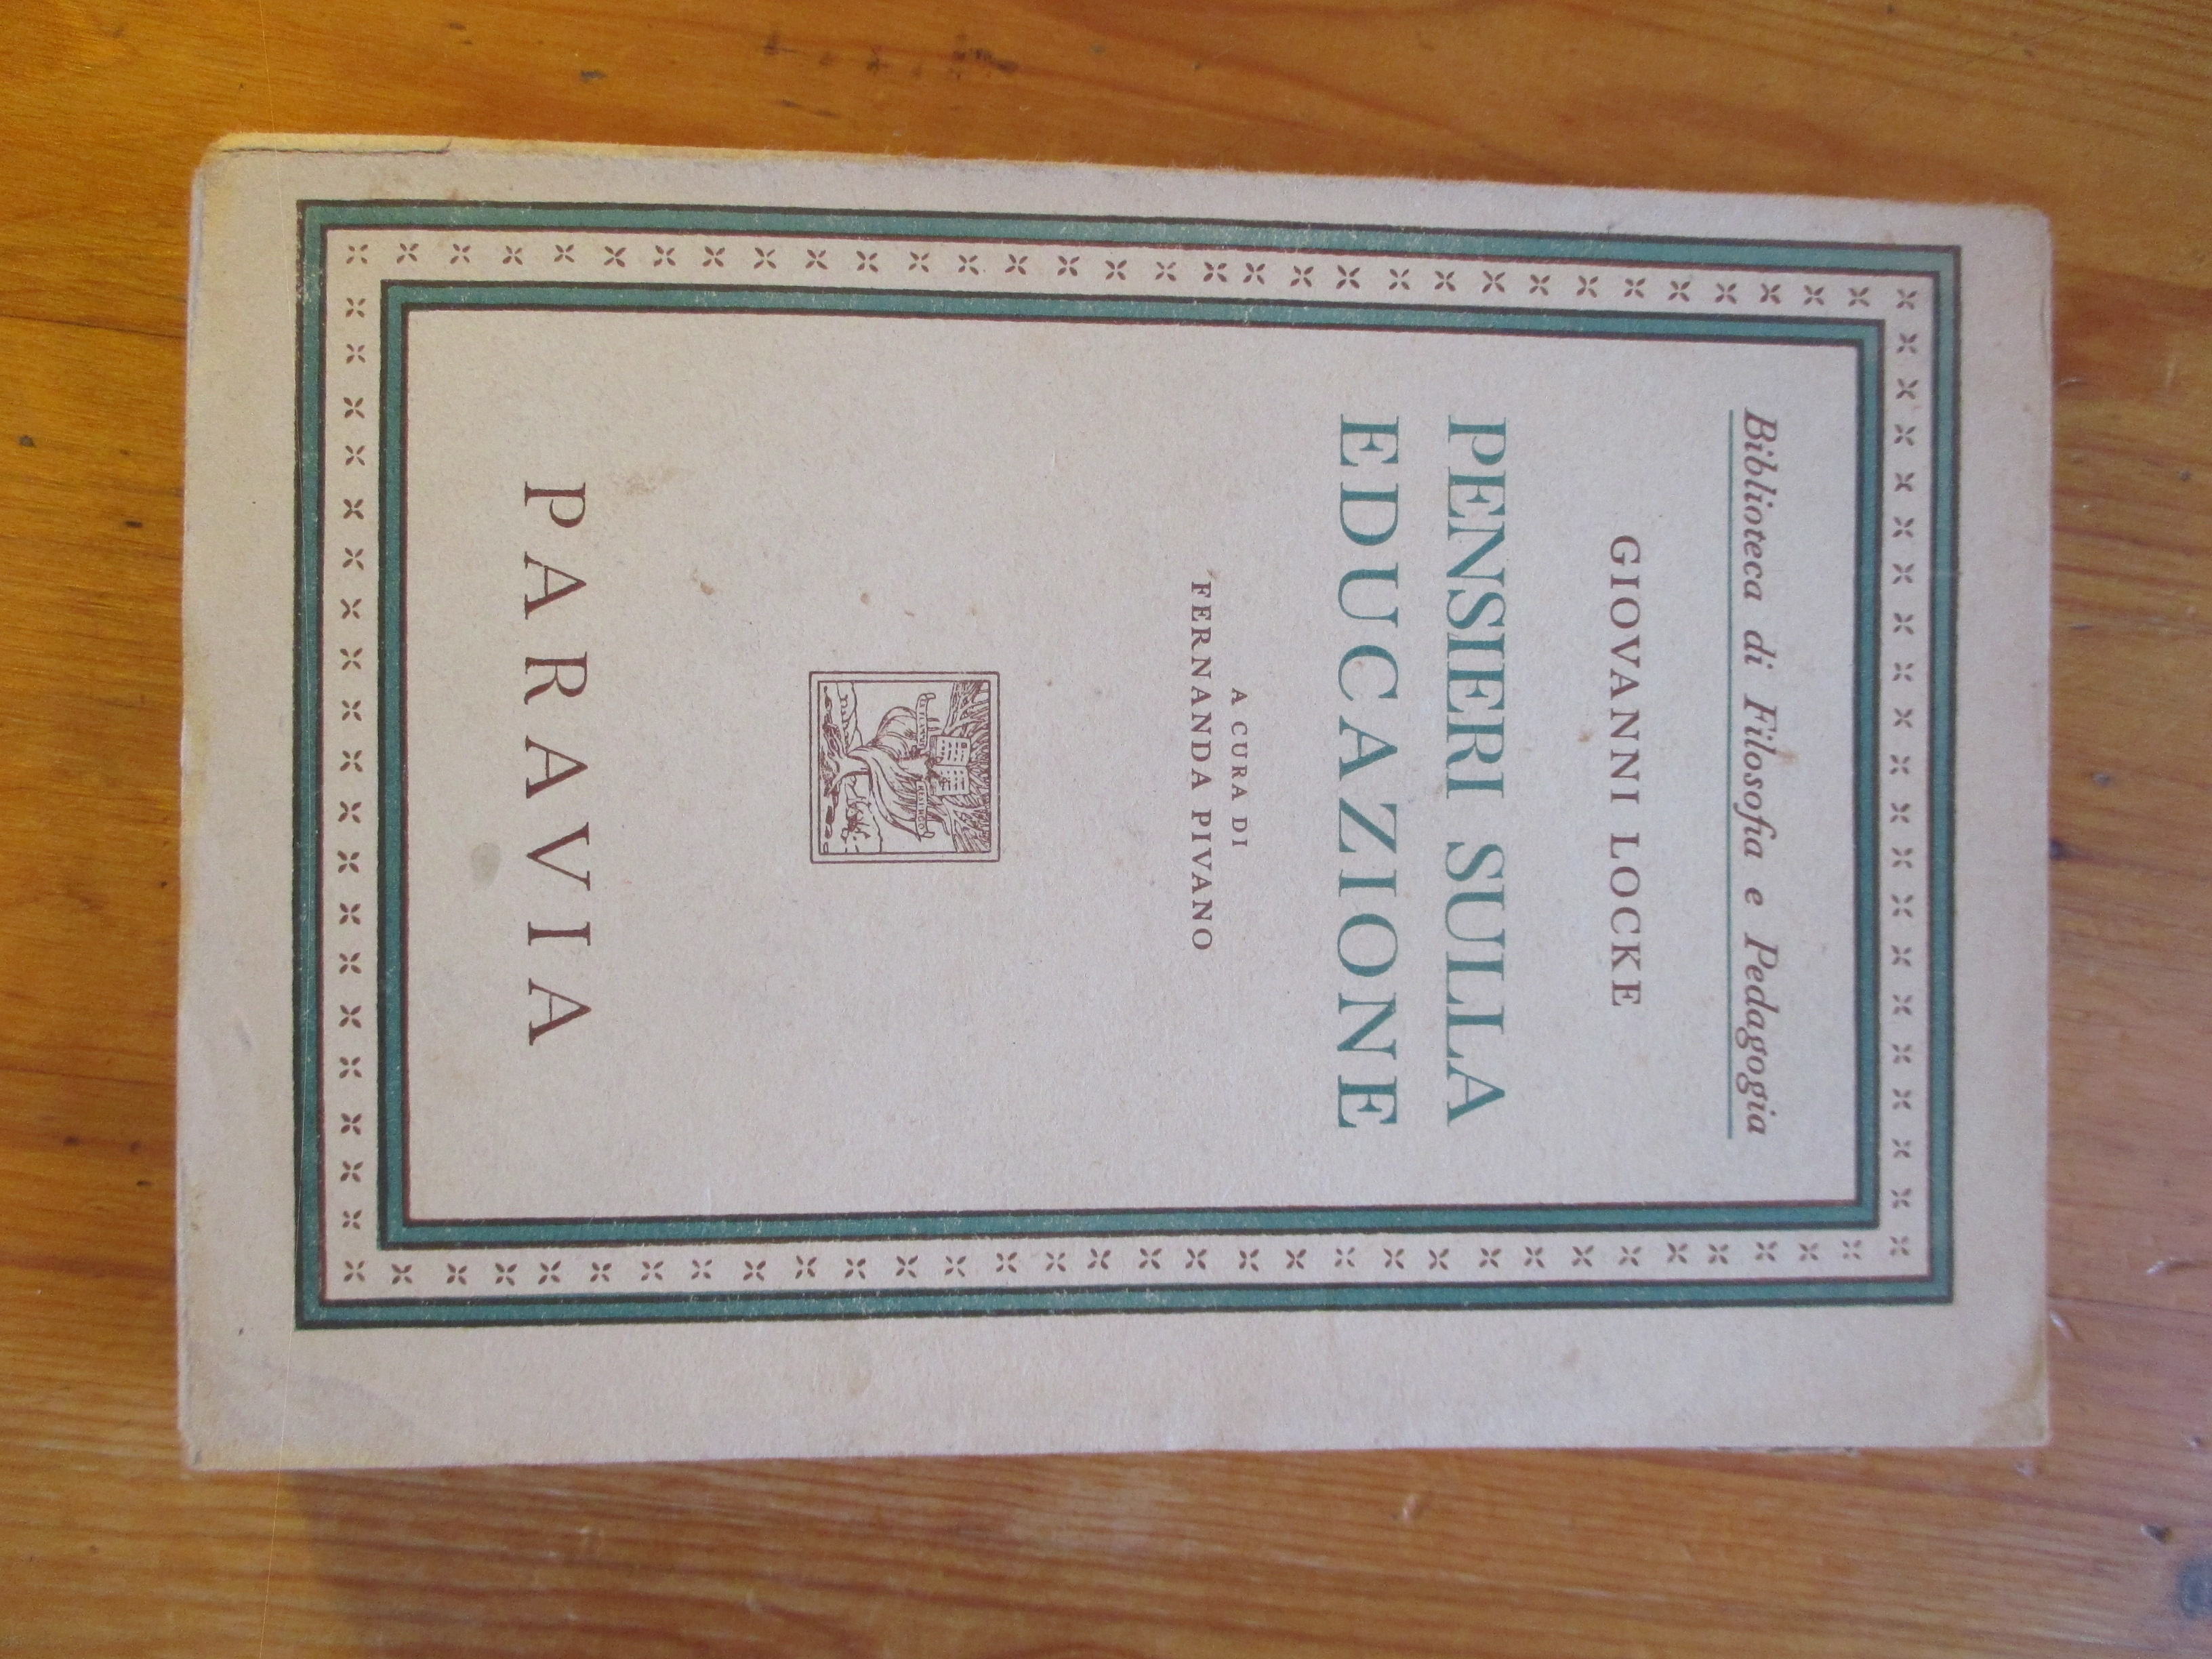 Biblioteca di Filosofia e Pedagogia
GIOVANNI LOCKE
PENSIERI SULLA
EDUCAZIONE
A CURA DI
FERNANDA PIVANO
PARAVIA